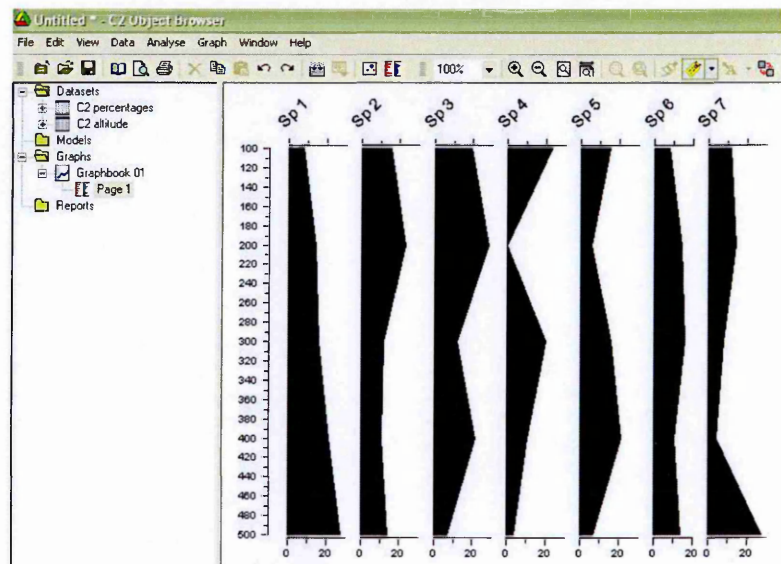 Untitled * - C2 Object Browser
File Edit View Data Analyse Graph Window Help
100%
Datasets
C2 percentages
C2 altitude
Models
Graphs
Graphbook 01
Page 1
Reports
Sp 1 Sp 2 Sp 3 Sp 4 Sp 5 Sp 6 Sp 7
100
120
140
160
180
200
220
240
260
280
300
320
340
360
380
400
420
440
460
480
500
0 20 0 20 0 20 0 20 0 20 0 20 0 20